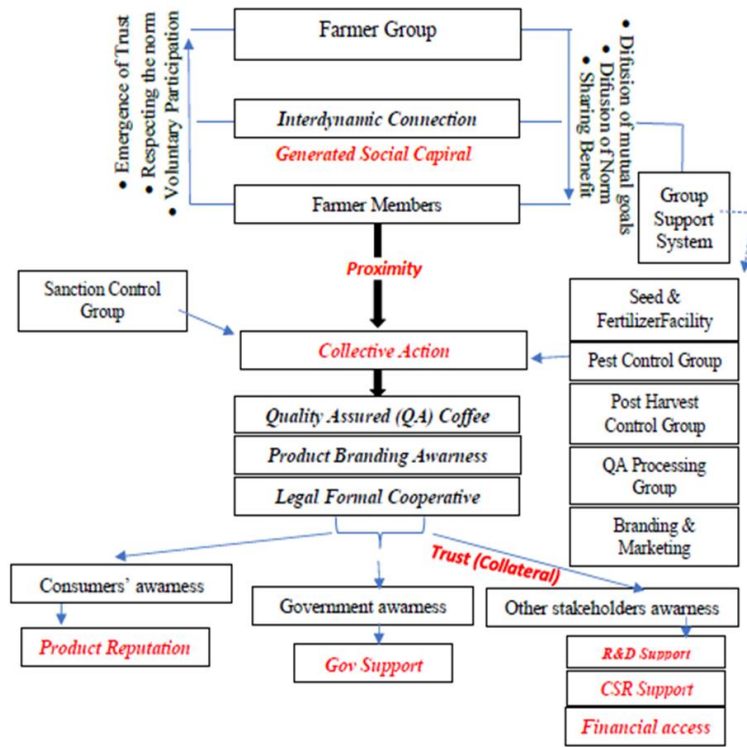 Farmer Group
• Emergence of Trust
• Respecting the norm
• Voluntary Participation
• Difusion of mutual goals
• Difusion of Norm
• Sharing Benefit
Interdynamic Connection
Generated Social Capiral
Farmer Members
Group
Support
System
Proximity
Sanction Control
Group
Seed &
FertilizerFacility
Collective Action
Pest Control Group
Quality Assured (QA) Coffee
Post Harvest
Control Group
Product Branding Awarness
QA Processing
Group
Legal Formal Cooperative
Branding &
Marketing
Trust (Collateral)
Consumers’ awarness
Government awarness
Other stakeholders awarness
Product Reputation
Gov Support
R&D Support
CSR Support
Financial access